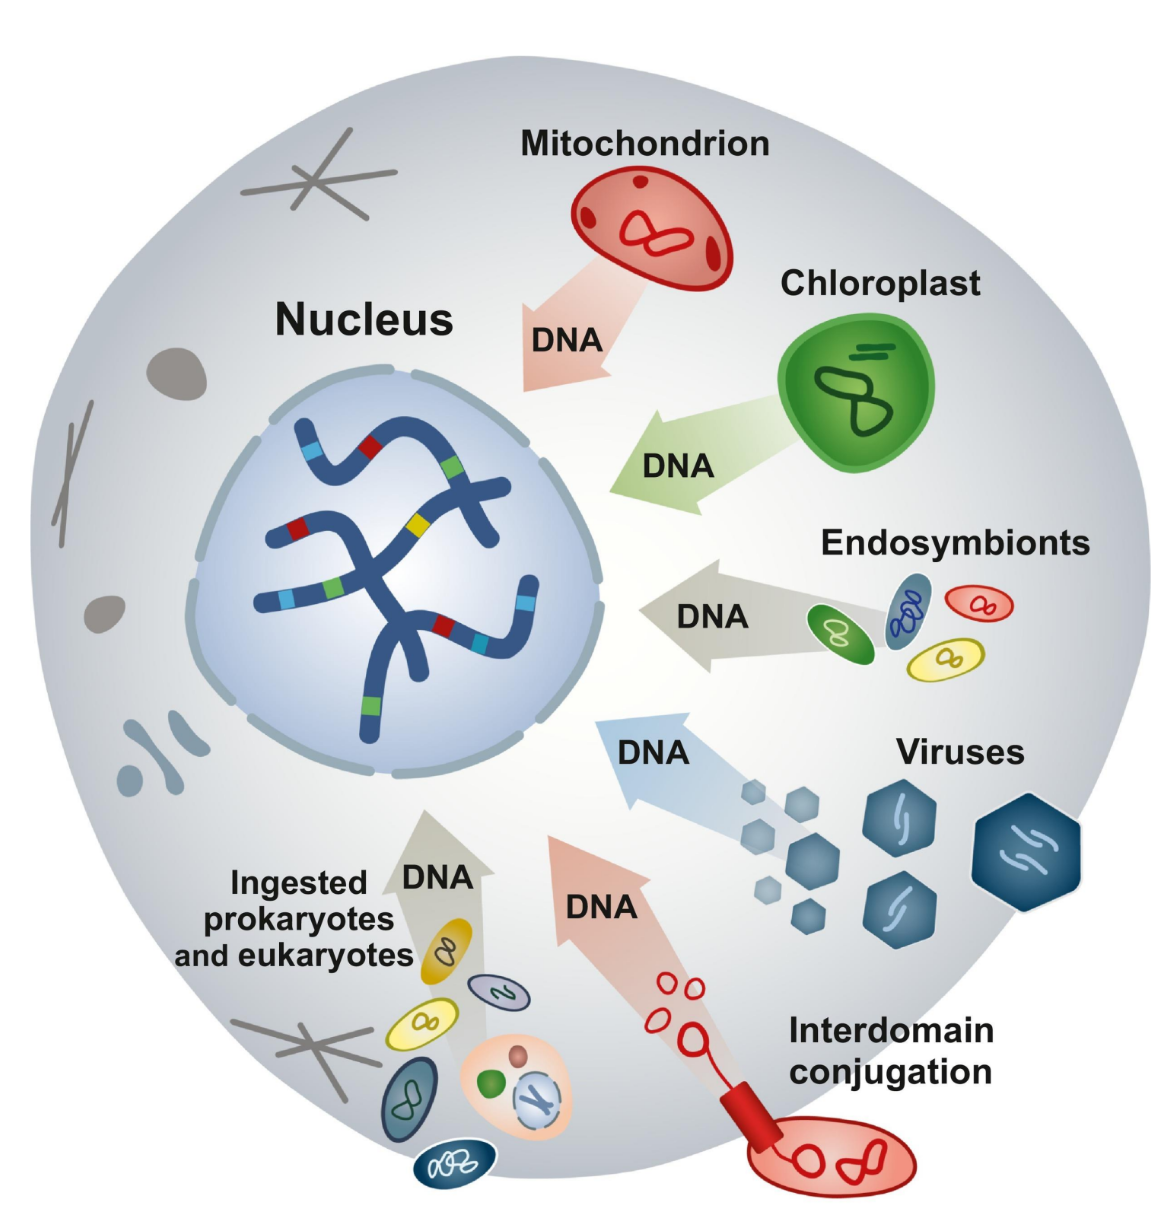 Mitochondrion
Chloroplast
Nucleus
DNA
DNA
Endosymbionts
DNA
Viruses
DNA
Ingested
prokaryotes
and eukaryotes
DNA
DNA
Interdomain
conjugation